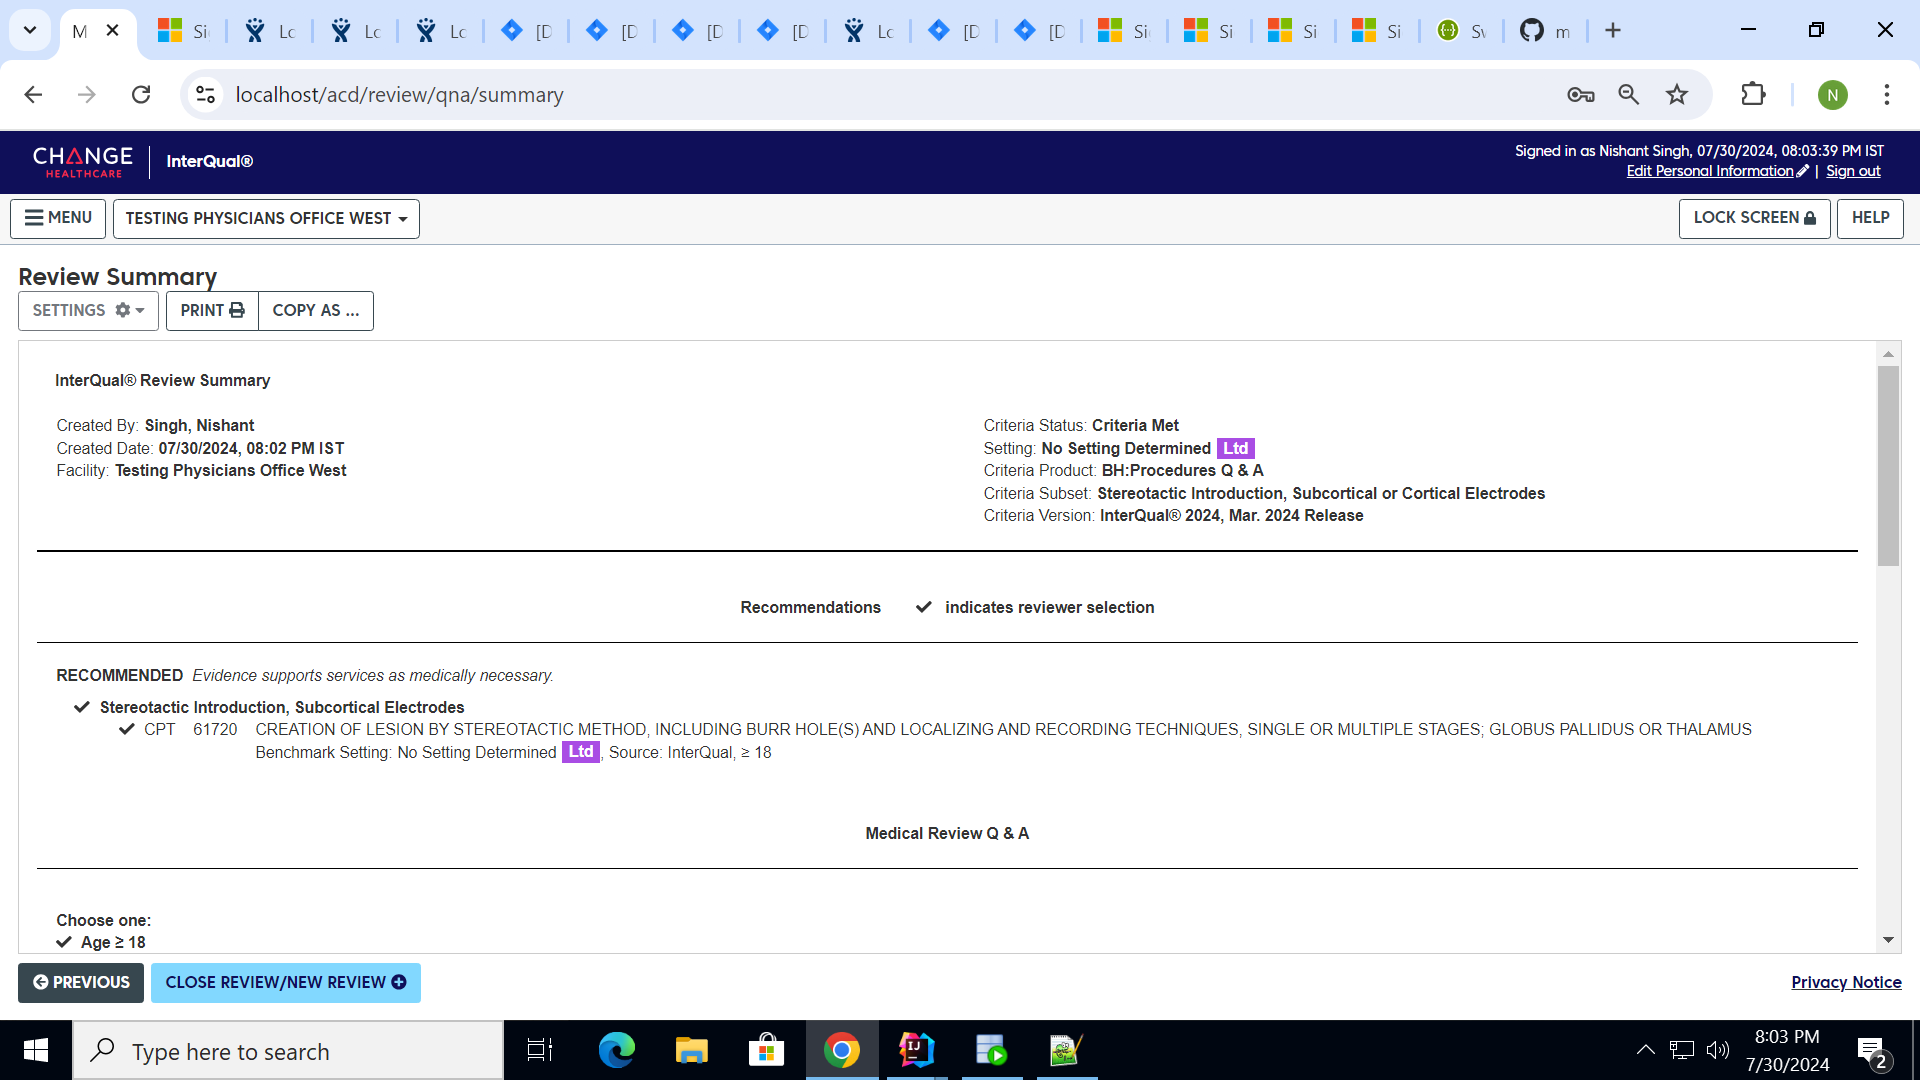 M
Si
Lo
Lo
Lo
[D
[D
[D
[D
Lo
[D
[D
Sig
Si
Si
Si
Sv
m
localhost/acd/review/qna/summary
N
CHANGE
HEALTHCARE
InterQual®
Signed in as Nishant Singh, 07/30/2024, 08:03:39 PM IST
Edit Personal Information | Sign out
MENU
TESTING PHYSICIANS OFFICE WEST
LOCK SCREEN
HELP
Review Summary
SETTINGS
PRINT
COPY AS ...
InterQual® Review Summary
Created By: Singh, Nishant
Created Date: 07/30/2024, 08:02 PM IST
Facility: Testing Physicians Office West
Criteria Status: Criteria Met
Setting: No Setting Determined Ltd
Criteria Product: BH:Procedures Q & A
Criteria Subset: Stereotactic Introduction, Subcortical or Cortical Electrodes
Criteria Version: InterQual® 2024, Mar. 2024 Release
Recommendations ✔ indicates reviewer selection
RECOMMENDED Evidence supports services as medically necessary.
✔ Stereotactic Introduction, Subcortical Electrodes
✔ CPT 61720 CREATION OF LESION BY STEREOTACTIC METHOD, INCLUDING BURR HOLE(S) AND LOCALIZING AND RECORDING TECHNIQUES, SINGLE OR MULTIPLE STAGES; GLOBUS PALLIDUS OR THALAMUS
Benchmark Setting: No Setting Determined Ltd, Source: InterQual, ≥ 18
Medical Review Q & A
Choose one:
✔ Age ≥ 18
PREVIOUS
CLOSE REVIEW/NEW REVIEW
Privacy Notice
Type here to search
IJ
8:03 PM
7/30/2024
2